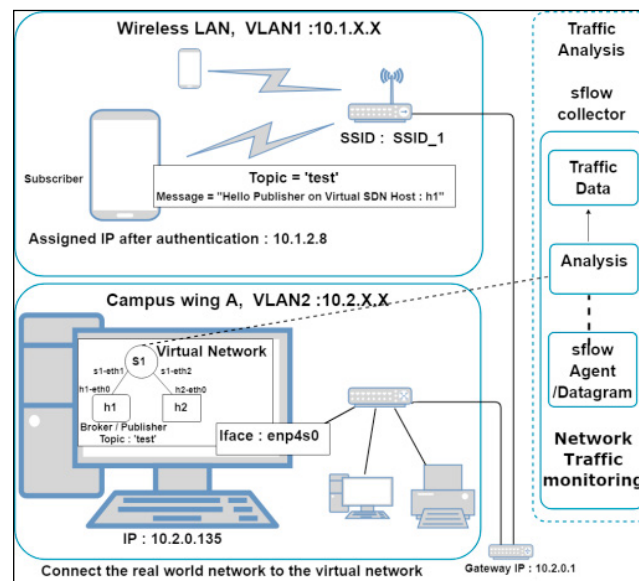 Wireless LAN, VLAN1 :10.1.X.X
SSID : SSID_1
Subscriber
Topic = 'test'
Message = "Hello Publisher on Virtual SDN Host : h1"
Assigned IP after authentication : 10.1.2.8
Campus wing A, VLAN2 :10.2.X,X
Virtual Network
S1
s1-eth1
s1-eth2
h1-eth0
h2-eth0
h1
h2
Broker / Publisher
Topic : 'test'
Iface : enp4s0
IP : 10.2.0.135
Gateway IP : 10.2.0.1
Connect the real world network to the virtual network
Traffic
Analysis
sflow
collector
Traffic
Data
Analysis
sflow
Agent
/Datagram
Network
Traffic
monitoring